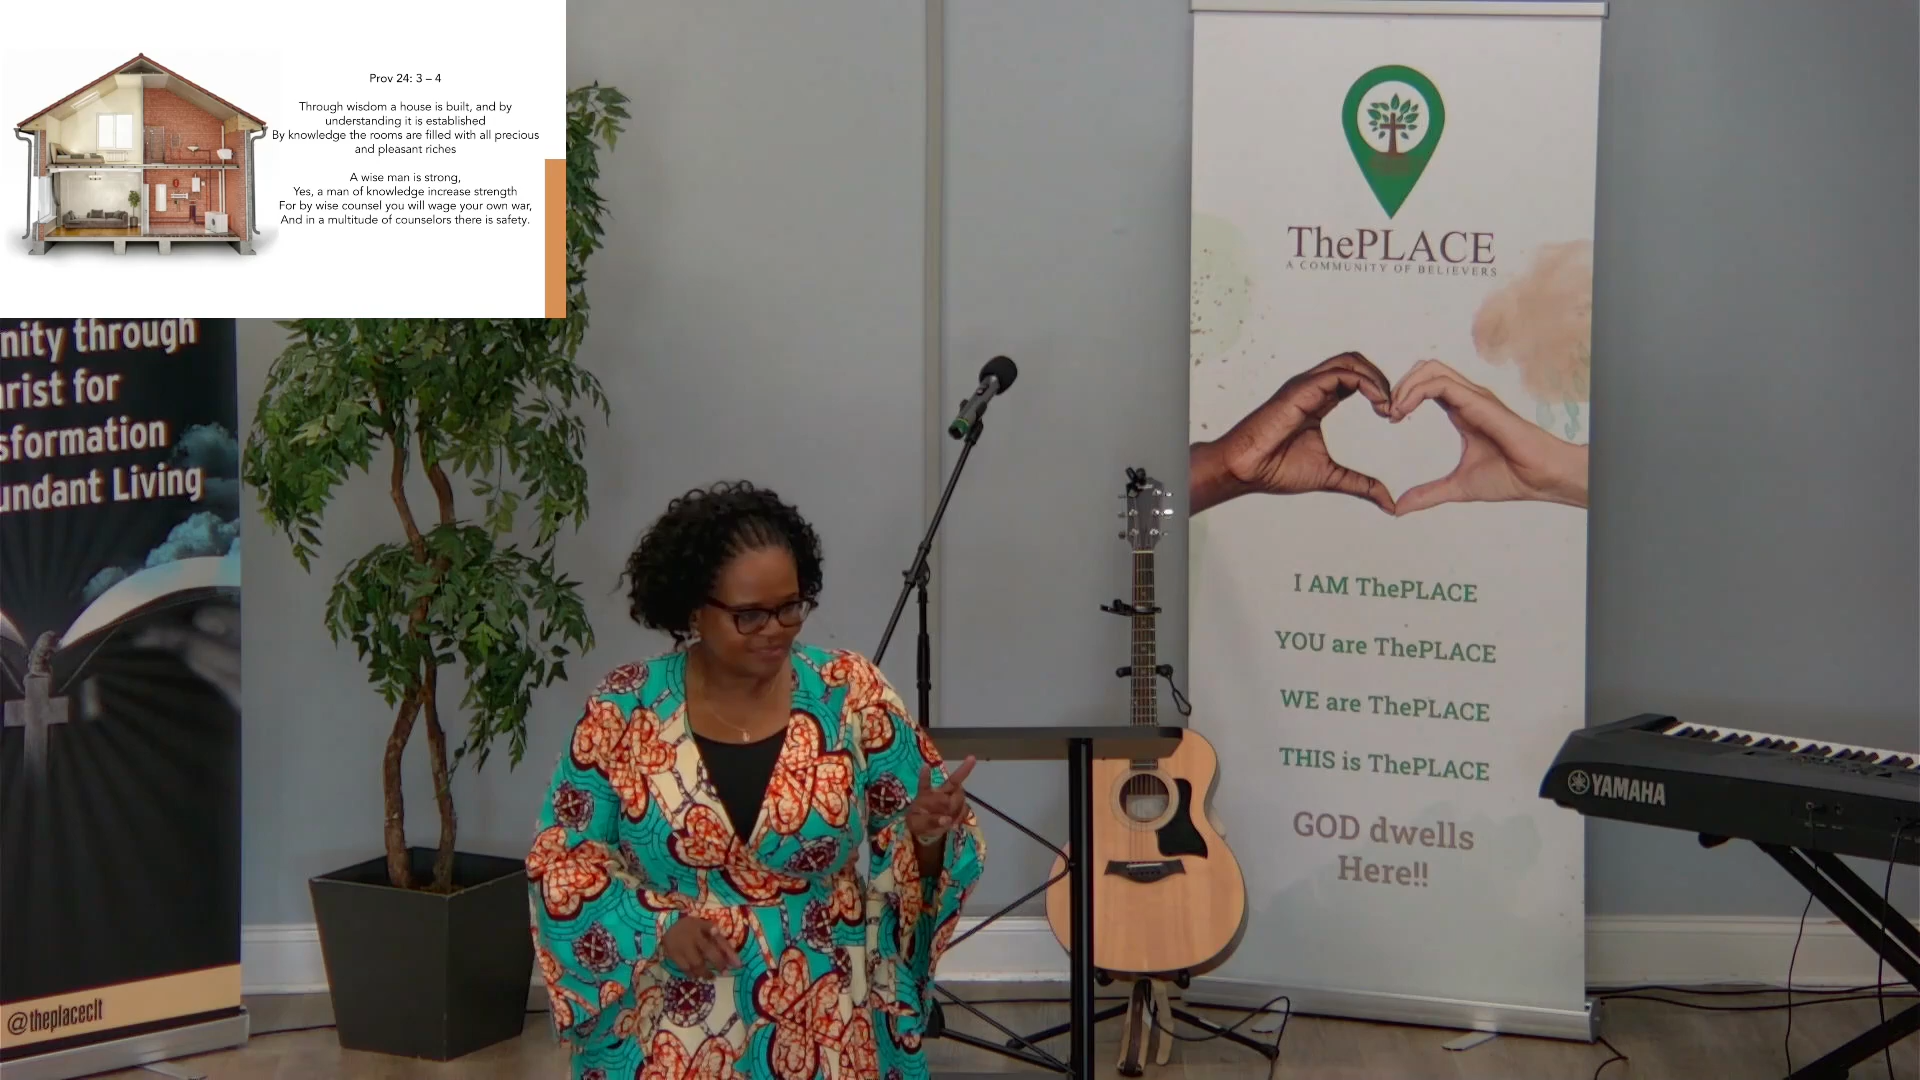 Prov 24: 3 – 4
Through wisdom a house is built, and by
understanding it is established
By knowledge the rooms are filled with all precious
and pleasant riches
A wise man is strong,
Yes, a man of knowledge increase strength
For by wise counsel you will wage your own war,
And in a multitude of counselors there is safety.
nity through
rist for
sformation
undant Living
@theplaceclt
ThePLACE
A COMMUNITY OF BELIEVERS
I AM ThePLACE
YOU are ThePLACE
WE are ThePLACE
THIS is ThePLACE
GOD dwells
Here!!
YAMAHA